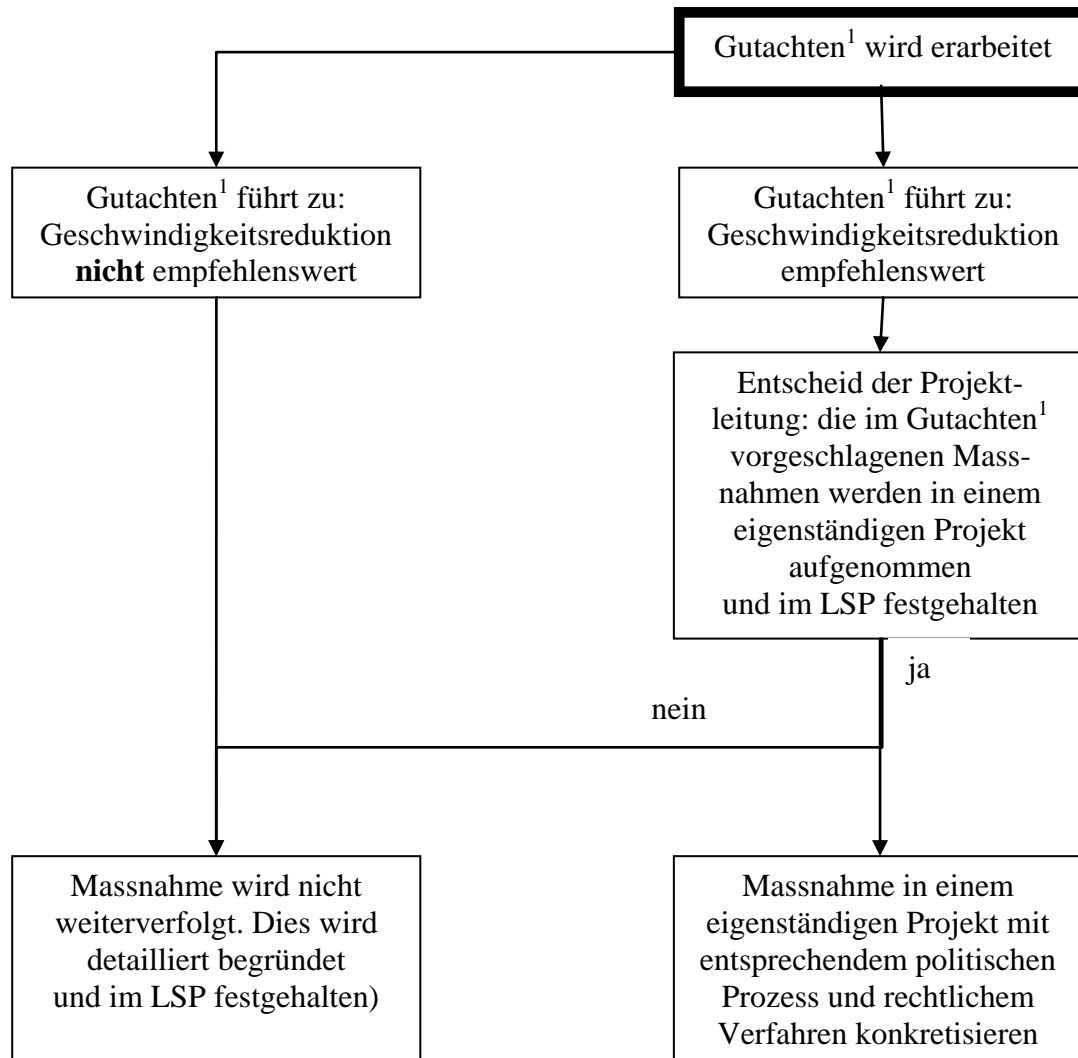 Gutachten¹ wird erarbeitet
Gutachten¹ führt zu:
Geschwindigkeitsreduktion
nicht empfehlenswert
Gutachten¹ führt zu:
Geschwindigkeitsreduktion
empfehlenswert
Entscheid der Projekt-
leitung: die im Gutachten¹
vorgeschlagenen Mass-
nahmen werden in einem
eigenständigen Projekt
aufgenommen
und im LSP festgehalten
ja
nein
Massnahme wird nicht
weiterverfolgt. Dies wird
detailliert begründet
und im LSP festgehalten)
Massnahme in einem
eigenständigen Projekt mit
entsprechendem politischen
Prozess und rechtlichem
Verfahren konkretisieren